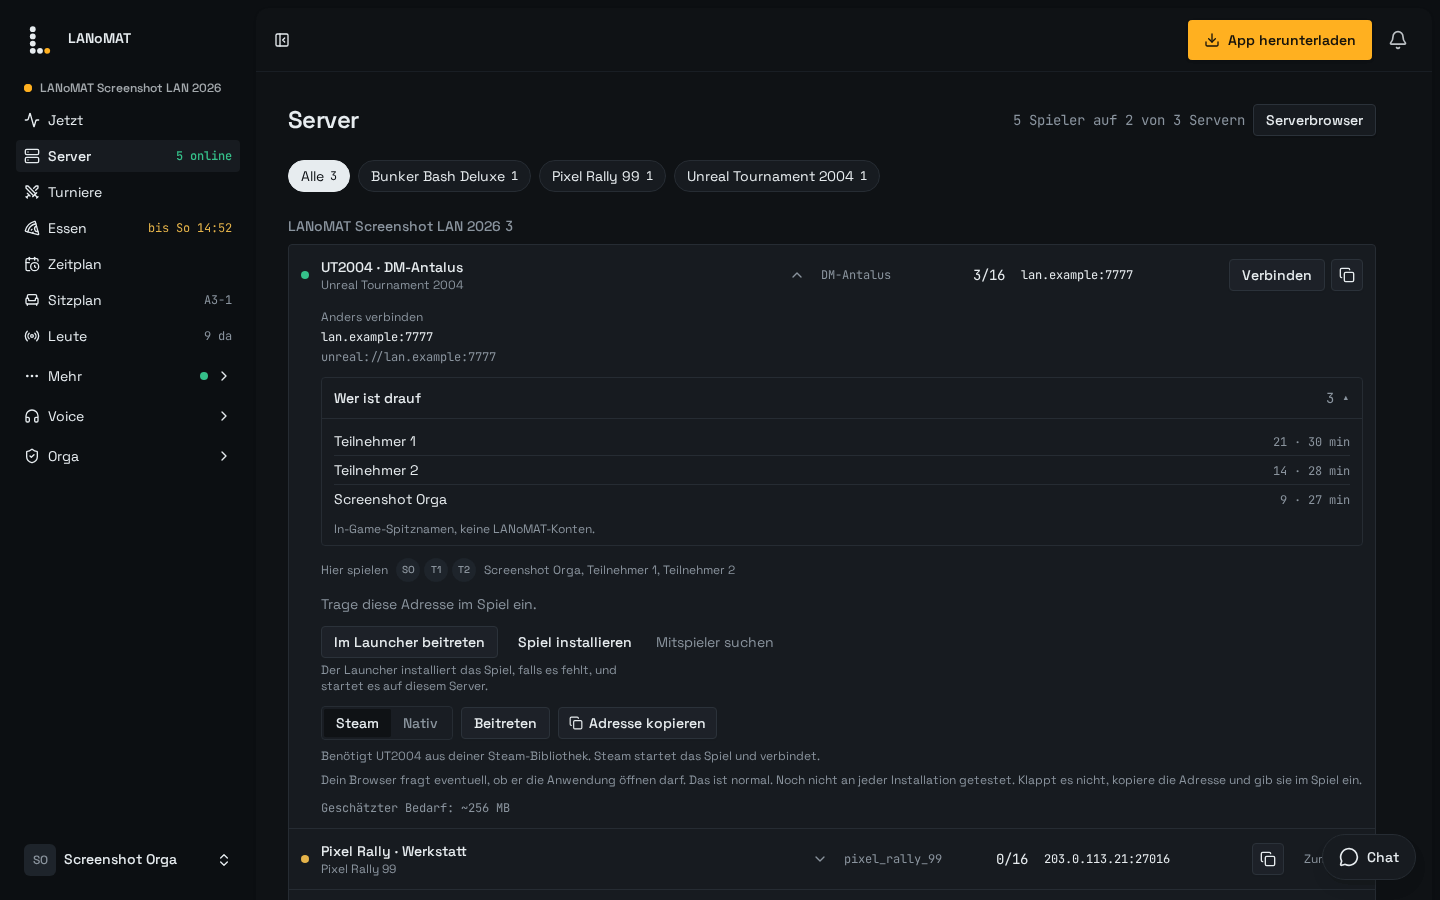 LANoMAT
App herunterladen
LANoMAT Screenshot LAN 2026
Jetzt
Server 5 online
Turniere
Essen bis So 14:52
Zeitplan
Sitzplan A3-1
Leute 9 da
Mehr
Voice
Orga
SO Screenshot Orga
Server
5 Spieler auf 2 von 3 Servern Serverbrowser
Alle 3 Bunker Bash Deluxe 1 Pixel Rally 99 1 Unreal Tournament 2004 1
LANoMAT Screenshot LAN 2026 3
UT2004 · DM-Antalus
Unreal Tournament 2004
DM-Antalus 3/16 lan.example:7777 Verbinden
Anders verbinden
lan.example:7777
unreal://lan.example:7777
Wer ist drauf 3
Teilnehmer 1 21 · 30 min
Teilnehmer 2 14 · 28 min
Screenshot Orga 9 · 27 min
In-Game-Spitznamen, keine LANoMAT-Konten.
Hier spielen SO T1 T2 Screenshot Orga, Teilnehmer 1, Teilnehmer 2
Trage diese Adresse im Spiel ein.
Im Launcher beitreten Spiel installieren Mitspieler suchen
Der Launcher installiert das Spiel, falls es fehlt, und
startet es auf diesem Server.
Steam Nativ Beitreten Adresse kopieren
Benötigt UT2004 aus deiner Steam-Bibliothek. Steam startet das Spiel und verbindet.
Dein Browser fragt eventuell, ob er die Anwendung öffnen darf. Das ist normal. Noch nicht an jeder Installation getestet. Klappt es nicht, kopiere die Adresse und gib sie im Spiel ein.
Geschätzter Bedarf: ~256 MB
Pixel Rally · Werkstatt
Pixel Rally 99
pixel_rally_99 0/16 203.0.113.21:27016
Chat